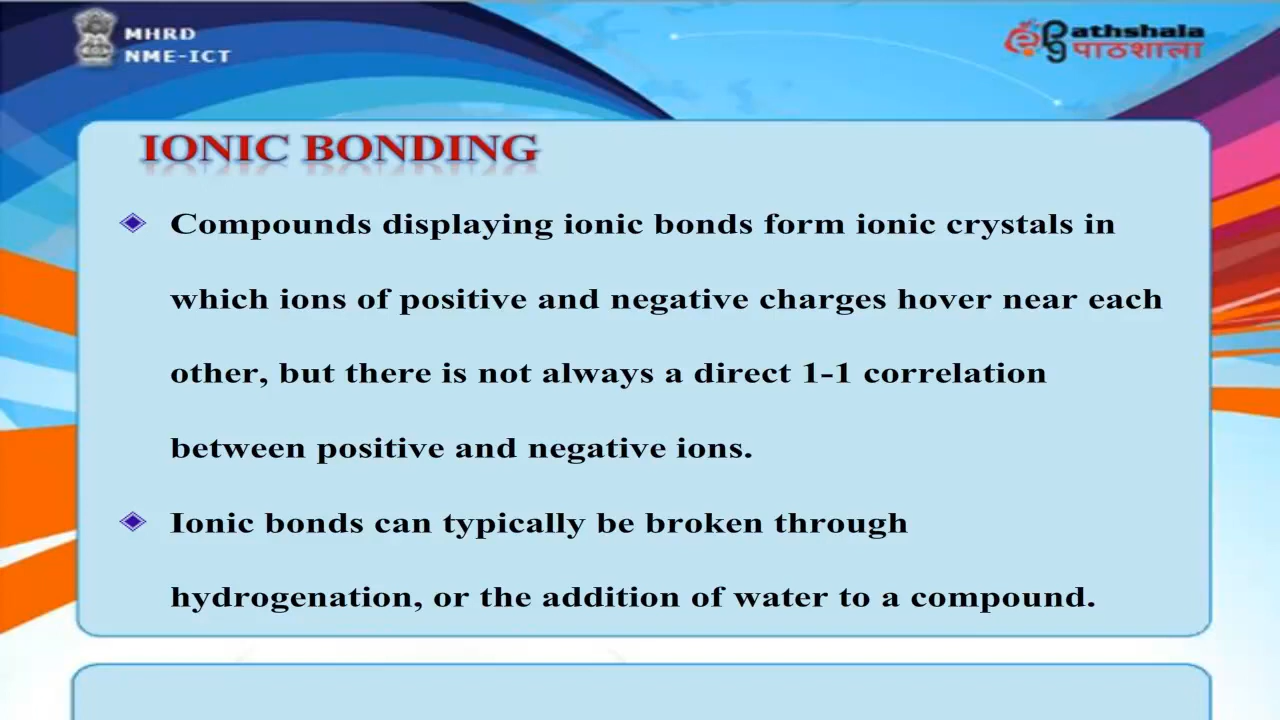 MHRD
NME-ICT
epg athshala
पाठशाला
IONIC BONDING
Compounds displaying ionic bonds form ionic crystals in
which ions of positive and negative charges hover near each
other, but there is not always a direct 1-1 correlation
between positive and negative ions.
Ionic bonds can typically be broken through
hydrogenation, or the addition of water to a compound.